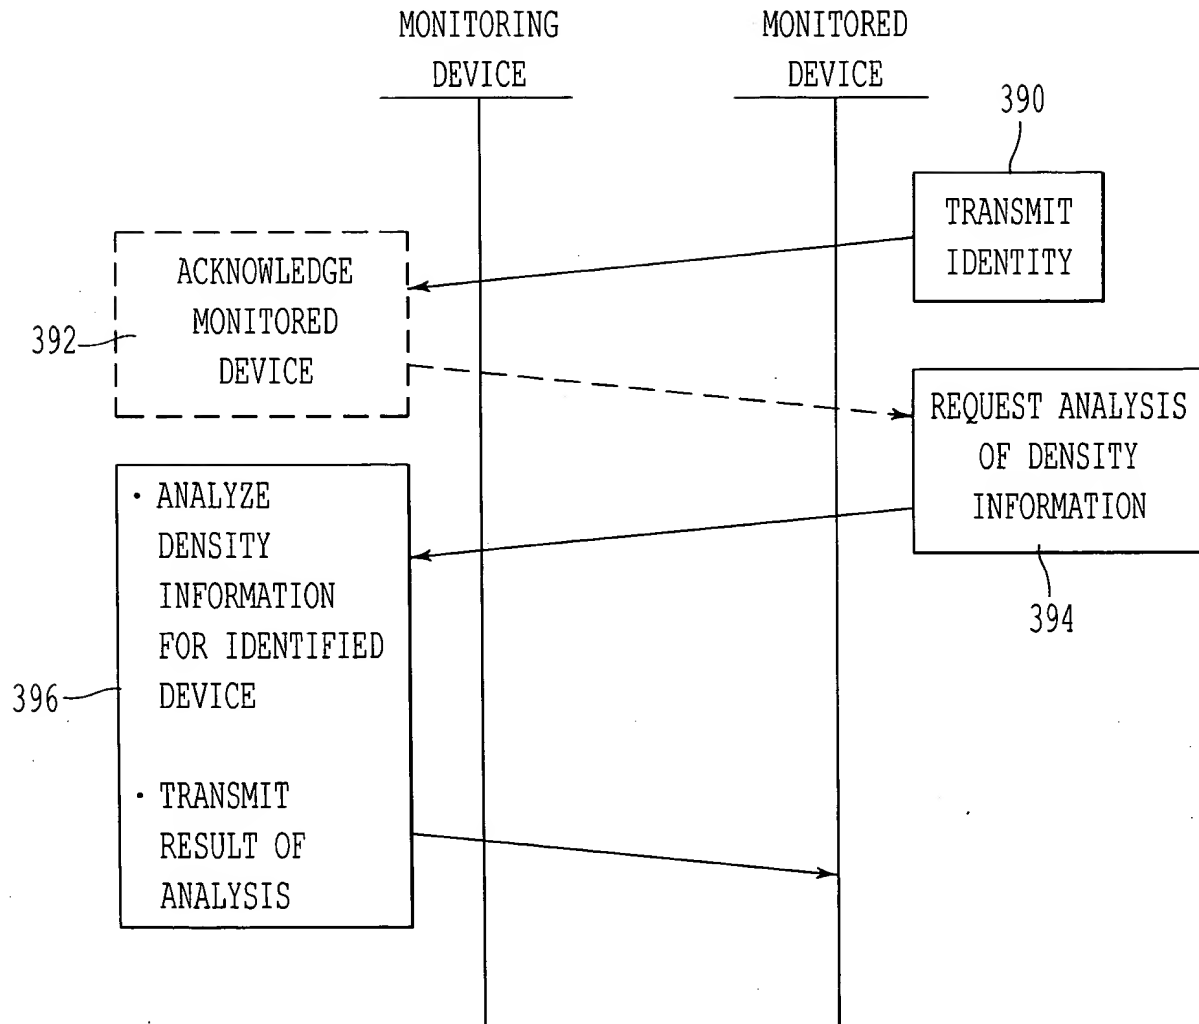 MONITORING
DEVICE
MONITORED
DEVICE
390
TRANSMIT
IDENTITY
ACKNOWLEDGE
MONITORED
DEVICE
392
REQUEST ANALYSIS
OF DENSITY
INFORMATION
394
· ANALYZE
DENSITY
INFORMATION
FOR IDENTIFIED
DEVICE
396
· TRANSMIT
RESULT OF
ANALYSIS